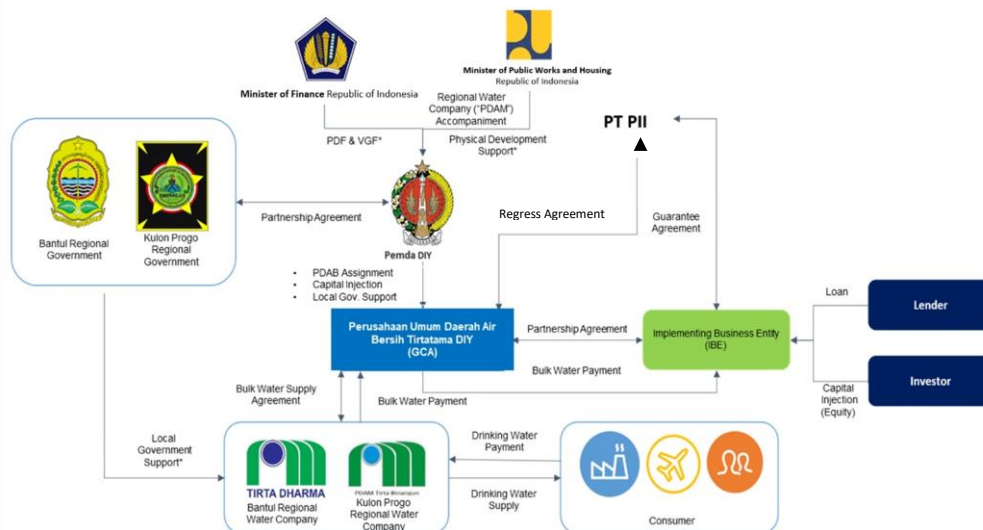 Minister of Finance Republic of Indonesia
Minister of Public Works and Housing
Republic of Indonesia
Regional Water
Company ("PDAM")
Accompaniment
PDF & VGF*
Physical Development
Support*
PT PII
Bantul Regional
Government
Kulon Progo
Regional
Government
Partnership Agreement
Pemda DIY
Regress Agreement
Guarantee
Agreement
• PDAB Assignment
• Capital Injection
• Local Gov. Support
Perusahaan Umum Daerah Air
Bersih Tirtatama DIY
(GCA)
Partnership Agreement
Implementing Business Entity
(IBE)
Loan
Lender
Bulk Water Payment
Capital
Injection
(Equity)
Investor
Bulk Water Supply
Agreement
Bulk Water Payment
Local
Government
Support*
TIRTA DHARMA
Bantul Regional
Water Company
PDAM Tirta Binangun
Kulon Progo
Regional Water
Company
Drinking Water
Payment
Drinking Water
Supply
Consumer